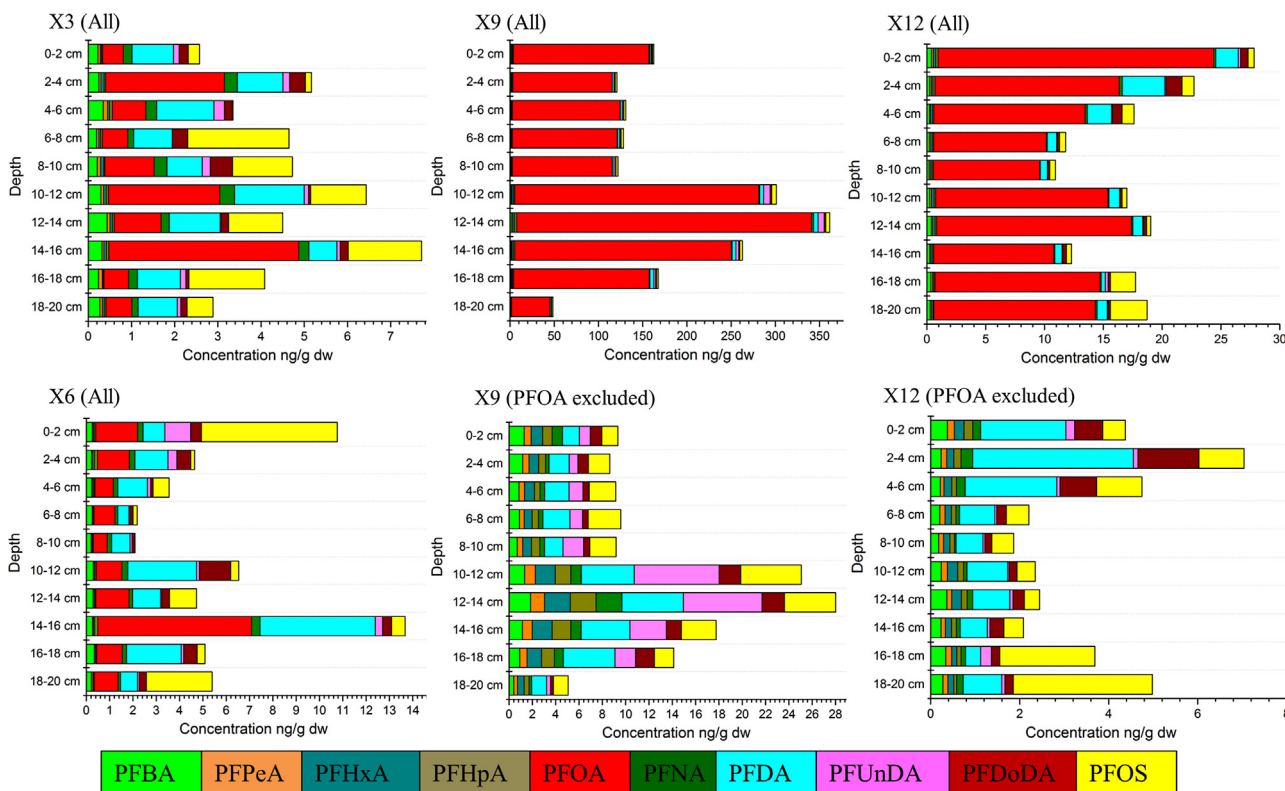 X3 (All)
Depth
0-2 cm
2-4 cm
4-6 cm
6-8 cm
8-10 cm
10-12 cm
12-14 cm
14-16 cm
16-18 cm
18-20 cm
0 1 2 3 4 5 6 7
Concentration ng/g dw
X9 (All)
Depth
0-2 cm
2-4 cm
4-6 cm
6-8 cm
8-10 cm
10-12 cm
12-14 cm
14-16 cm
16-18 cm
18-20 cm
0 50 100 150 200 250 300 350
Concentration ng/g dw
X12 (All)
Depth
0-2 cm
2-4 cm
4-6 cm
6-8 cm
8-10 cm
10-12 cm
12-14 cm
14-16 cm
16-18 cm
18-20 cm
0 5 10 15 20 25 30
Concentration ng/g dw
X6 (All)
Depth
0-2 cm
2-4 cm
4-6 cm
6-8 cm
8-10 cm
10-12 cm
12-14 cm
14-16 cm
16-18 cm
18-20 cm
0 1 2 3 4 5 6 7 8 9 10 11 12 13 14
Concentration ng/g dw
X9 (PFOA excluded)
Depth
0-2 cm
2-4 cm
4-6 cm
6-8 cm
8-10 cm
10-12 cm
12-14 cm
14-16 cm
16-18 cm
18-20 cm
0 2 4 6 8 10 12 14 16 18 20 22 24 26 28
Concentration ng/g dw
X12 (PFOA excluded)
Depth
0-2 cm
2-4 cm
4-6 cm
6-8 cm
8-10 cm
10-12 cm
12-14 cm
14-16 cm
16-18 cm
18-20 cm
0 2 4 6 8
Concentration ng/g dw
PFBA PFPeA PFHxA PFHpA PFOA PFNA PFDA PFUnDA PFDoDA PFOS